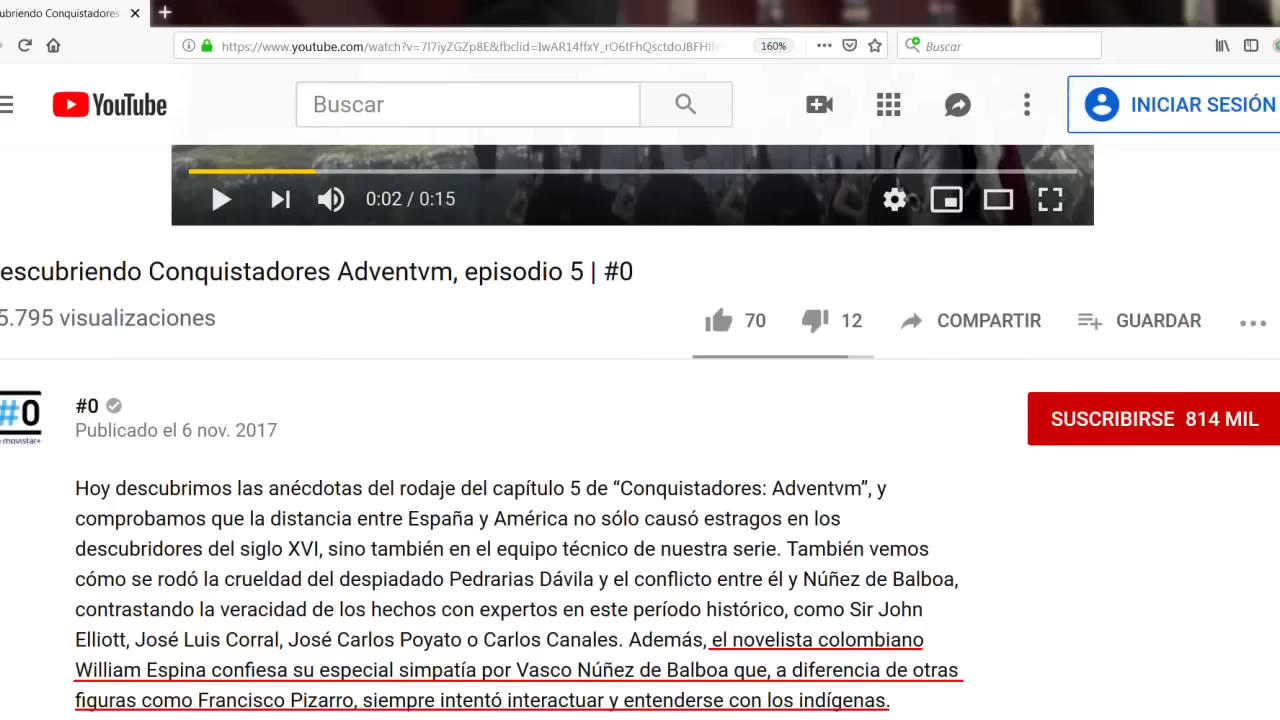 ubriendo Conquistadores
https://www.youtube.com/watch?v=7l7iyZGZp8E&fbclid=IwAR14ffxY_rO6tFhQsctdoJBFHif
160%
Buscar
YouTube
Buscar
INICIAR SESIÓN
0:02 / 0:15
escubriendo Conquistadores Adventvm, episodio 5 | #0
5.795 visualizaciones
70
12
COMPARTIR
GUARDAR
#0
movistar+
#0
Publicado el 6 nov. 2017
SUSCRIBIRSE 814 MIL
Hoy descubrimos las anécdotas del rodaje del capítulo 5 de “Conquistadores: Adventvm”, y
comprobamos que la distancia entre España y América no sólo causó estragos en los
descubridores del siglo XVI, sino también en el equipo técnico de nuestra serie. También vemos
cómo se rodó la crueldad del despiadado Pedrarias Dávila y el conflicto entre él y Núñez de Balboa,
contrastando la veracidad de los hechos con expertos en este período histórico, como Sir John
Elliott, José Luis Corral, José Carlos Poyato o Carlos Canales. Además, el novelista colombiano
William Espina confiesa su especial simpatía por Vasco Núñez de Balboa que, a diferencia de otras
figuras como Francisco Pizarro, siempre intentó interactuar y entenderse con los indígenas.